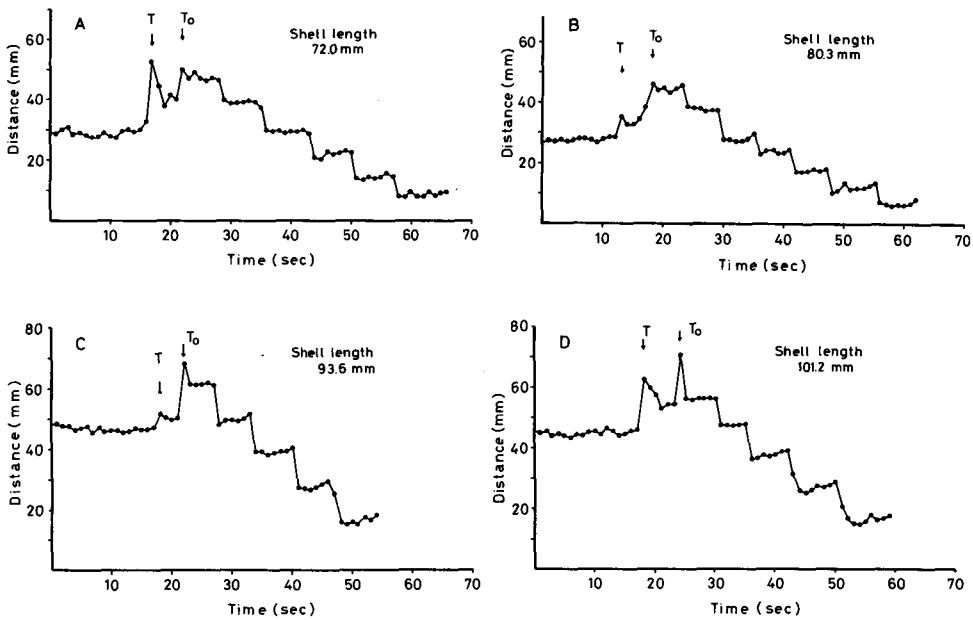 A
T
To
Shell length
72.0 mm
Distance (mm)
60
40
20
10 20 30 40 50 60 70
Time (sec)
B
T
To
Shell length
80.3 mm
Distance (mm)
60
40
20
10 20 30 40 50 60 70
Time (sec)
C
T
To
Shell length
93.6 mm
Distance (mm)
80
60
40
20
10 20 30 40 50 60 70
Time (sec)
D
T
To
Shell length
101.2 mm
Distance (mm)
80
60
40
20
10 20 30 40 50 60 70
Time (sec)